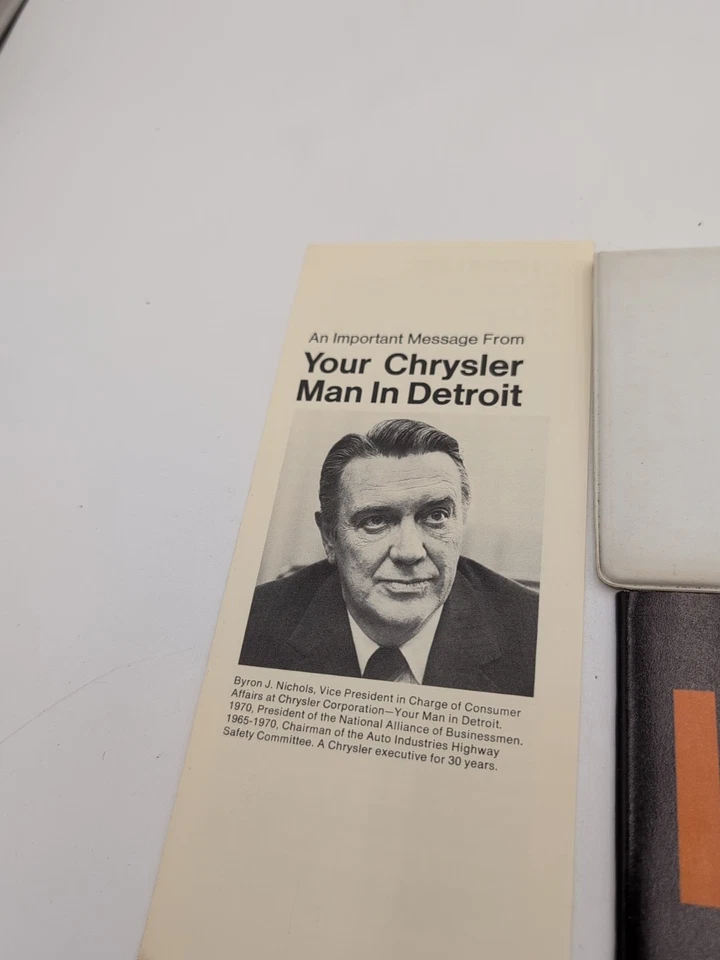 An Important Message From
Your Chrysler
Man In Detroit
Byron J. Nichols, Vice President in Charge of Consumer
Affairs at Chrysler Corporation—Your Man in Detroit.
1970, President of the National Alliance of Businessmen.
1965-1970, Chairman of the Auto Industries Highway
Safety Committee. A Chrysler executive for 30 years.